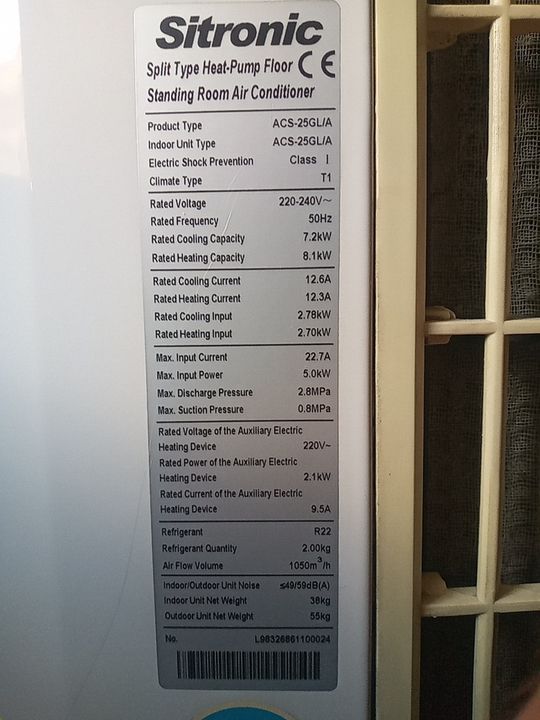 Sitronic
Split Type Heat-Pump Floor CE
Standing Room Air Conditioner
Product Type ACS-25GL/A
Indoor Unit Type ACS-25GL/A
Electric Shock Prevention Class I
Climate Type T1
Rated Voltage 220-240V~
Rated Frequency 50Hz
Rated Cooling Capacity 7.2kW
Rated Heating Capacity 8.1kW
Rated Cooling Current 12.6A
Rated Heating Current 12.3A
Rated Cooling Input 2.78kW
Rated Heating Input 2.70kW
Max. Input Current 22.7A
Max. Input Power 5.0kW
Max. Discharge Pressure 2.8MPa
Max. Suction Pressure 0.8MPa
Rated Voltage of the Auxiliary Electric
Heating Device 220V~
Rated Power of the Auxiliary Electric
Heating Device 2.1kW
Rated Current of the Auxiliary Electric
Heating Device 9.5A
Refrigerant R22
Refrigerant Quantity 2.00kg
Air Flow Volume 1050m³/h
Indoor/Outdoor Unit Noise ≤49/59dB(A)
Indoor Unit Net Weight 38kg
Outdoor Unit Net Weight 55kg
No. L98326861100024